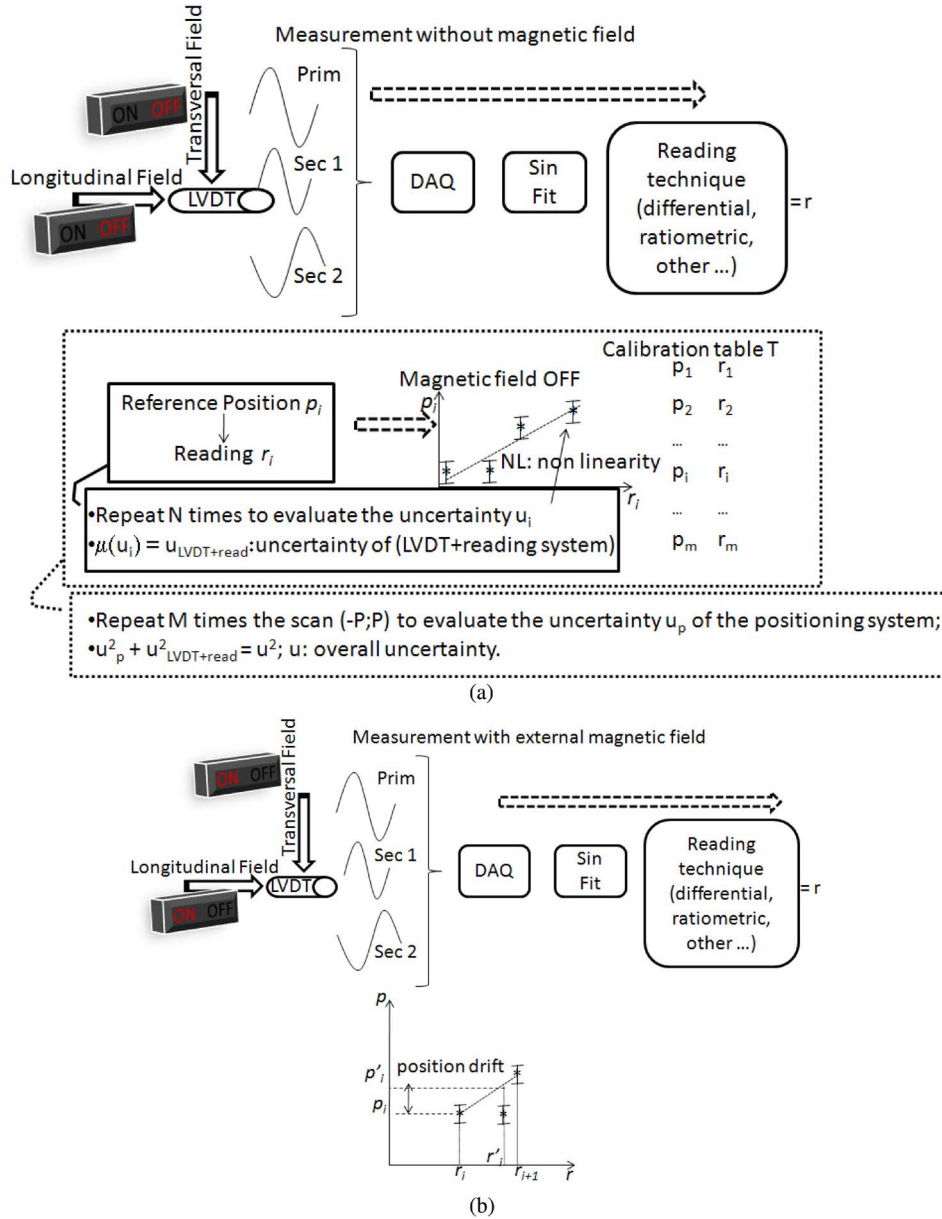 Measurement without magnetic field
Transversal Field
ON OFF
Longitudinal Field
ON OFF
LVDT
Prim
Sec 1
Sec 2
DAQ
Sin
Fit
Reading
technique
(differential,
ratiometric,
other ...)
= r
Calibration table T
p1 r1
p2 r2
... ...
pi ri
... ...
pm rm
Reference Position pi
Reading ri
Magnetic field OFF
pi
NL: non linearity
ri
•Repeat N times to evaluate the uncertainty ui
•μ(ui) = uLVDT+read:uncertainty of (LVDT+reading system)
•Repeat M times the scan (-P;P) to evaluate the uncertainty up of the positioning system;
•u²p + u²LVDT+read = u²; u: overall uncertainty.
(a)
Measurement with external magnetic field
Transversal Field
ON OFF
Longitudinal Field
ON OFF
LVDT
Prim
Sec 1
Sec 2
DAQ
Sin
Fit
Reading
technique
(differential,
ratiometric,
other ...)
= r
p
p'i
position drift
pi
ri
r'i
ri+1
r
(b)